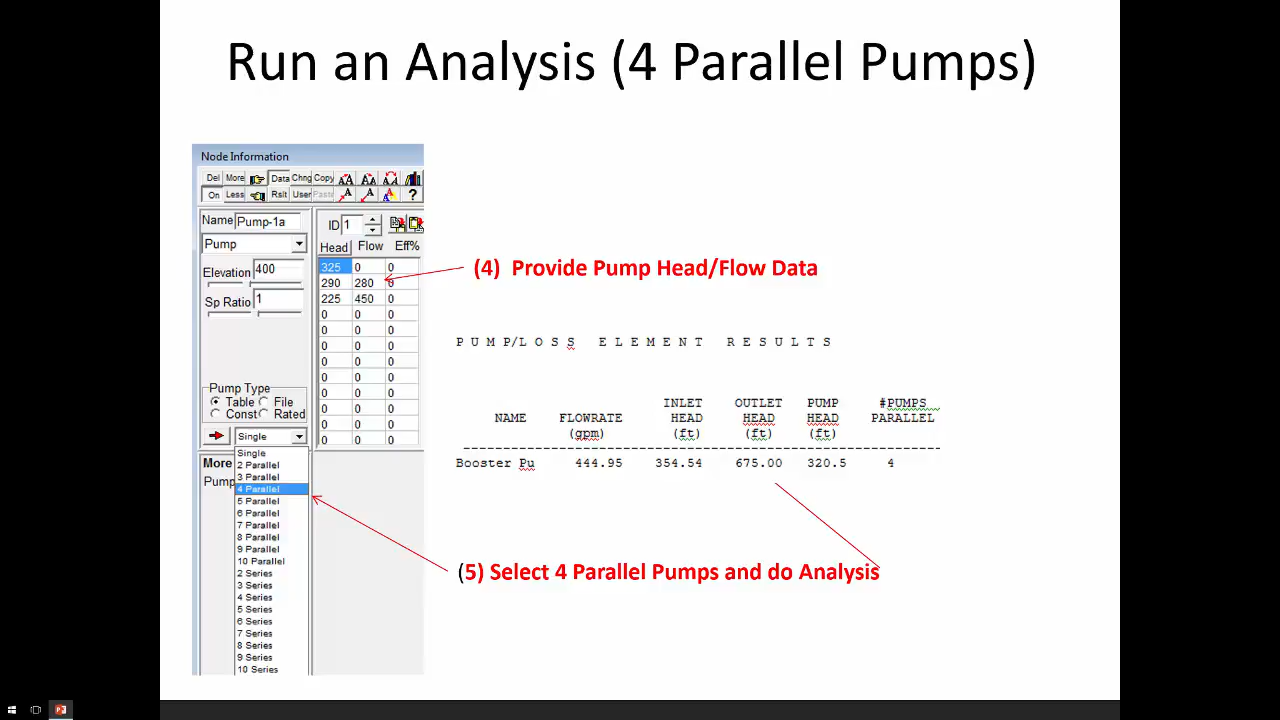 Run an Analysis (4 Parallel Pumps)
Node Information
Del More Data Chng Copy
On Less Rslt User Paste ?
Name Pump-1a
Pump
Elevation 400
Sp Ratio 1
ID 1
Head Flow Eff%
325 0 0
290 280 0
225 450 0
0 0 0
0 0 0
0 0 0
0 0 0
0 0 0
0 0 0
0 0 0
0 0 0
0 0 0
Pump Type
Table File
Const Rated
Single
Single
2 Parallel
3 Parallel
4 Parallel
5 Parallel
6 Parallel
7 Parallel
8 Parallel
9 Parallel
10 Parallel
2 Series
3 Series
4 Series
5 Series
6 Series
7 Series
8 Series
9 Series
10 Series
More
Pump
(4) Provide Pump Head/Flow Data
P U M P/L O S S E L E M E N T R E S U L T S
INLET OUTLET PUMP #PUMPS
NAME FLOWRATE HEAD HEAD HEAD PARALLEL
(gpm) (ft) (ft) (ft)
Booster Pu 444.95 354.54 675.00 320.5 4
(5) Select 4 Parallel Pumps and do Analysis